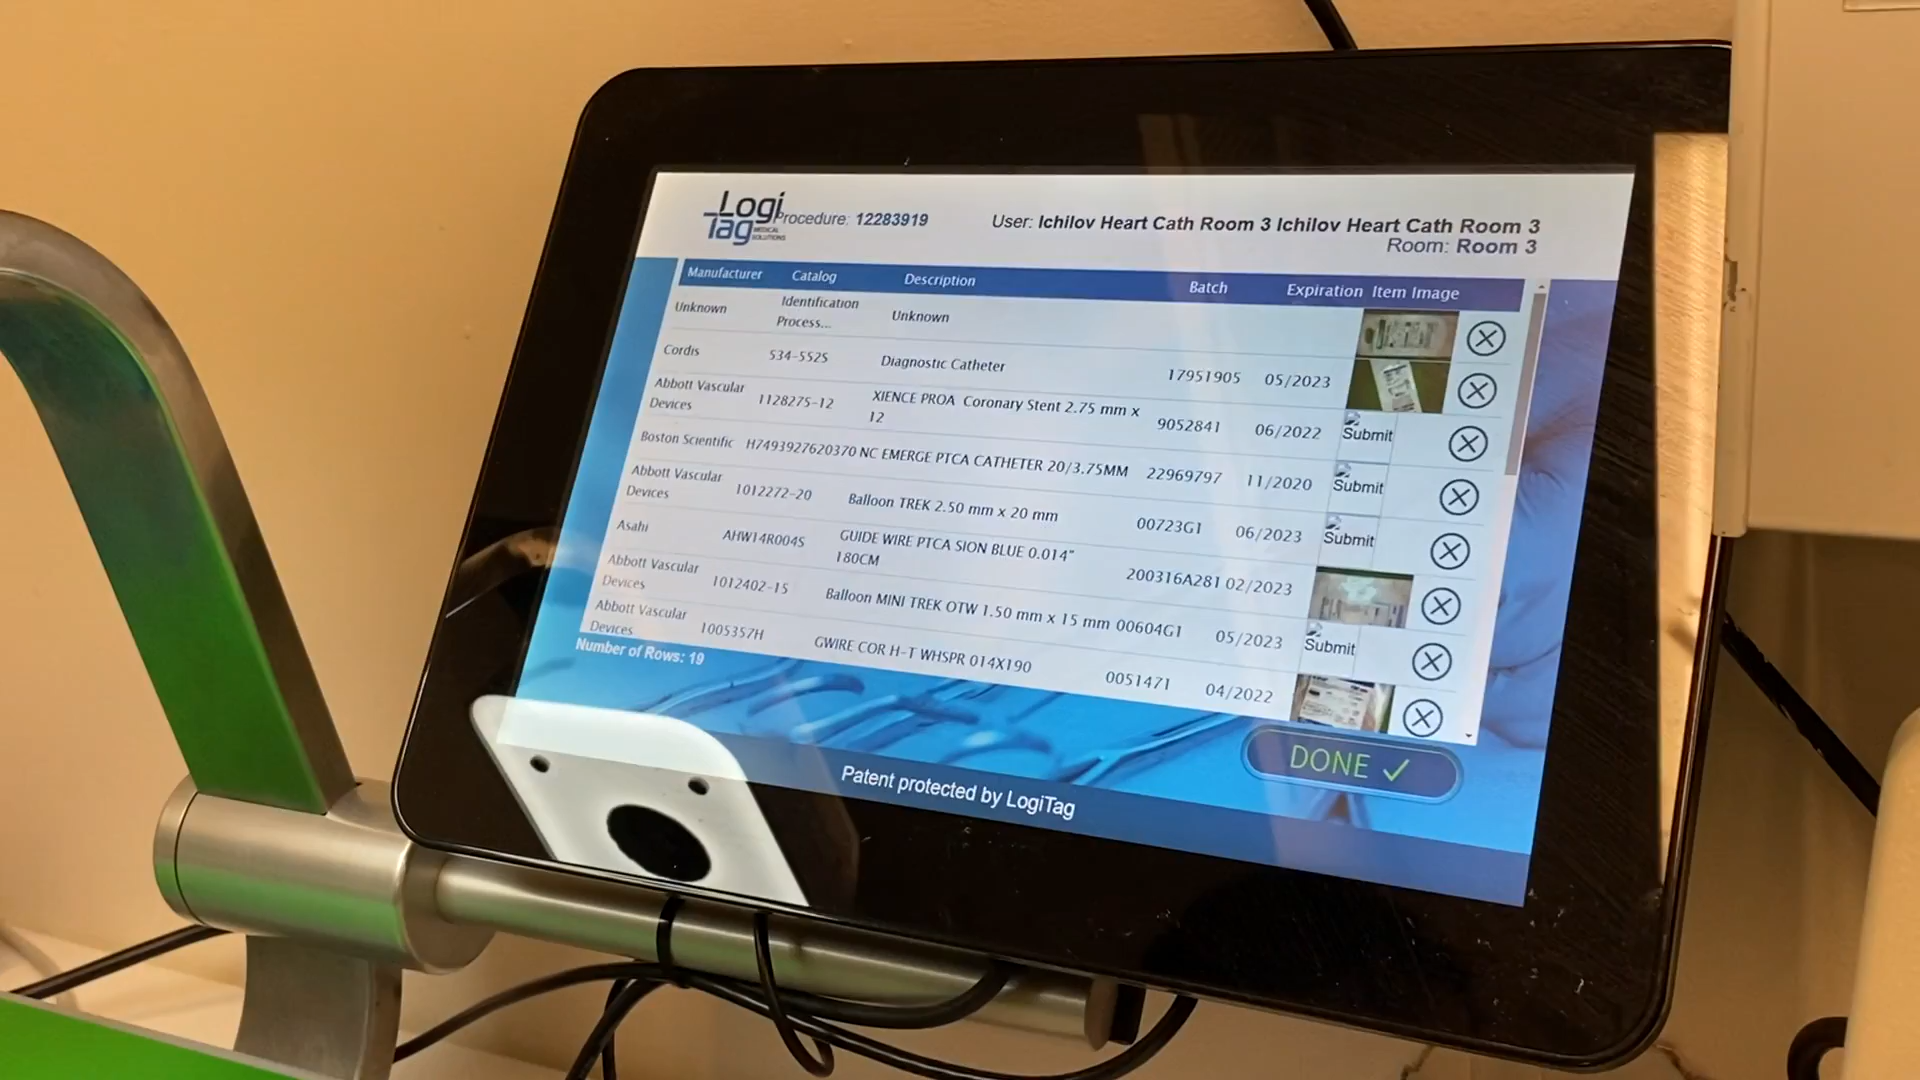 Logi
Tag
MEDICAL
SOLUTIONS
Procedure: 12283919
User: Ichilov Heart Cath Room 3 Ichilov Heart Cath Room 3
Room: Room 3
Manufacturer Catalog Description Batch Expiration Item Image
Unknown Identification Process... Unknown
Cordis 534-552S Diagnostic Catheter 17951905 05/2023
Abbott Vascular Devices 1128275-12 XIENCE PROA Coronary Stent 2.75 mm x 12 9052841 06/2022 Submit
Boston Scientific H7493927620370 NC EMERGE PTCA CATHETER 20/3.75MM 22969797 11/2020 Submit
Abbott Vascular Devices 1012272-20 Balloon TREK 2.50 mm x 20 mm 00723G1 06/2023 Submit
Asahi AHW14R004S GUIDE WIRE PTCA SION BLUE 0.014" 180CM 200316A281 02/2023
Abbott Vascular Devices 1012402-15 Balloon MINI TREK OTW 1.50 mm x 15 mm 00604G1 05/2023 Submit
Abbott Vascular Devices 1005357H GWIRE COR H-T WHSPR 014X190 0051471 04/2022
Number of Rows: 19
DONE ✓
Patent protected by LogiTag